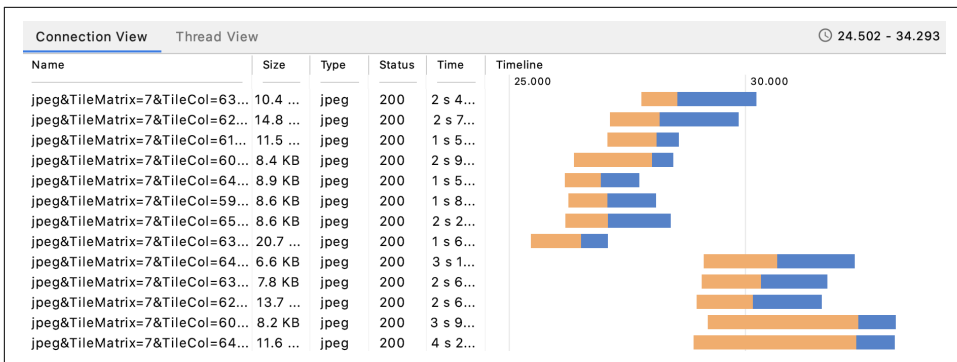 Connection View Thread View 24.502 - 34.293
Name Size Type Status Time Timeline
25.000 30.000
jpeg&TileMatrix=7&TileCol=63... 10.4 ... jpeg 200 2 s 4...
jpeg&TileMatrix=7&TileCol=62... 14.8 ... jpeg 200 2 s 7...
jpeg&TileMatrix=7&TileCol=61... 11.5 ... jpeg 200 1 s 5...
jpeg&TileMatrix=7&TileCol=60... 8.4 KB jpeg 200 2 s 9...
jpeg&TileMatrix=7&TileCol=64... 8.9 KB jpeg 200 1 s 5...
jpeg&TileMatrix=7&TileCol=59... 8.6 KB jpeg 200 1 s 8...
jpeg&TileMatrix=7&TileCol=65... 8.6 KB jpeg 200 2 s 2...
jpeg&TileMatrix=7&TileCol=63... 20.7 ... jpeg 200 1 s 6...
jpeg&TileMatrix=7&TileCol=64... 6.6 KB jpeg 200 3 s 1...
jpeg&TileMatrix=7&TileCol=63... 7.8 KB jpeg 200 2 s 6...
jpeg&TileMatrix=7&TileCol=62... 13.7 ... jpeg 200 2 s 6...
jpeg&TileMatrix=7&TileCol=60... 8.2 KB jpeg 200 3 s 9...
jpeg&TileMatrix=7&TileCol=64... 11.6 ... jpeg 200 4 s 2...